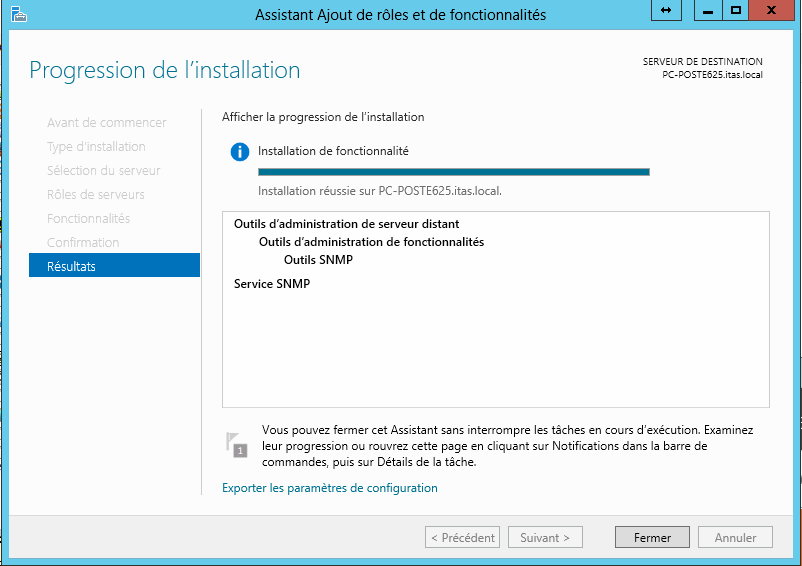 Assistant Ajout de rôles et de fonctionnalités
Progression de l'installation
SERVEUR DE DESTINATION
PC-POSTE625.itas.local
Avant de commencer
Type d'installation
Sélection du serveur
Rôles de serveurs
Fonctionnalités
Confirmation
Résultats
Afficher la progression de l'installation
Installation de fonctionnalité
Installation réussie sur PC-POSTE625.itas.local.
Outils d'administration de serveur distant
Outils d'administration de fonctionnalités
Outils SNMP
Service SNMP
1
Vous pouvez fermer cet Assistant sans interrompre les tâches en cours d'exécution. Examinez
leur progression ou rouvrez cette page en cliquant sur Notifications dans la barre de
commandes, puis sur Détails de la tâche.
Exporter les paramètres de configuration
< Précédent
Suivant >
Fermer
Annuler